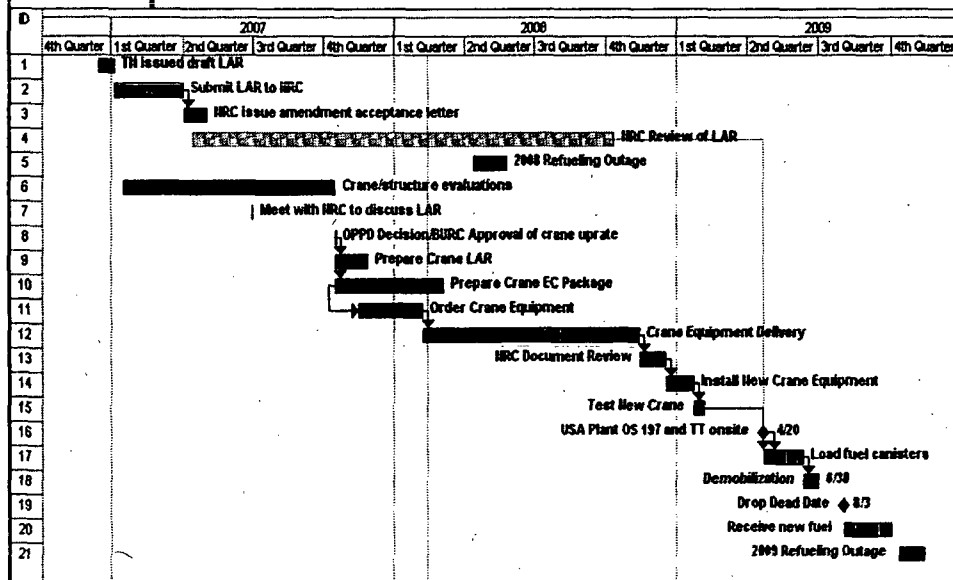 ID
2007 2008 2009
4th Quarter 1st Quarter 2nd Quarter 3rd Quarter 4th Quarter 1st Quarter 2nd Quarter 3rd Quarter 4th Quarter 1st Quarter 2nd Quarter 3rd Quarter 4th Quarter
1 TN issued draft LAR
2 Submit LAR to NRC
3 NRC issue amendment acceptance letter
4 NRC Review of LAR
5 2008 Refueling Outage
6 Crane/structure evaluations
7 Meet with NRC to discuss LAR
8 OPPD Decision/BURC Approval of crane uprate
9 Prepare Crane LAR
10 Prepare Crane EC Package
11 Order Crane Equipment
12 Crane Equipment Delivery
13 NRC Document Review
14 Install New Crane Equipment
15 Test New Crane
16 USA Plant OS 197 and TT onsite 4/20
17 Load fuel canisters
18 Demobilization 6/30
19 Drop Dead Date 8/3
20 Receive new fuel
21 2009 Refueling Outage